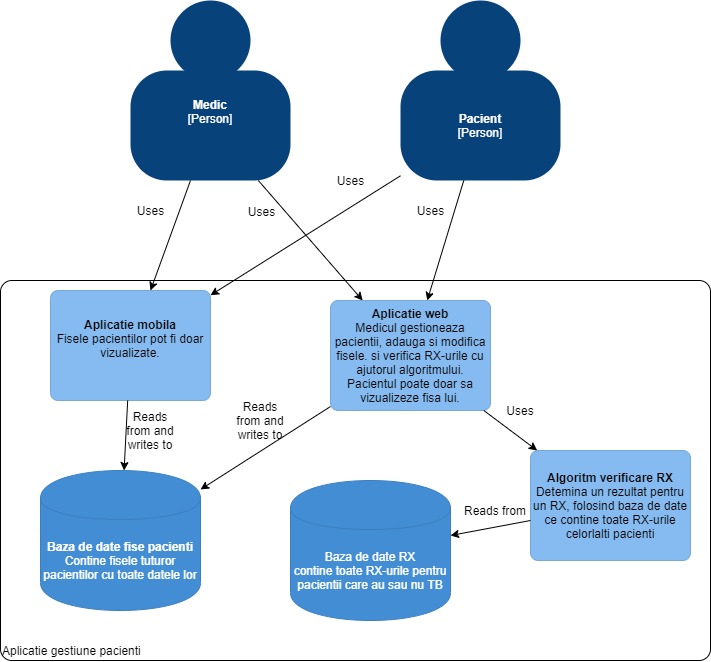 Medic
[Person]
Pacient
[Person]
Uses
Uses
Uses
Uses
Aplicatie mobila
Fisele pacientilor pot fi doar
vizualizate.
Aplicatie web
Medicul gestioneaza
pacientii, adauga si modifica
fisele. si verifica RX-urile cu
ajutorul algoritmului.
Pacientul poate doar sa
vizualizeze fisa lui.
Reads
from and
writes to
Reads
from and
writes to
Uses
Algoritm verificare RX
Detemina un rezultat pentru
un RX, folosind baza de date
ce contine toate RX-urile
celorlalti pacienti
Reads from
Baza de date fise pacienti
Contine fisele tuturor
pacientilor cu toate datele lor
Baza de date RX
contine toate RX-urile pentru
pacientii care au sau nu TB
Aplicatie gestiune pacienti